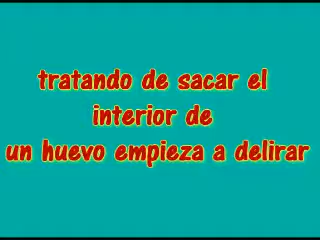 tratando de sacar el
interior de
un huevo empieza a delirar